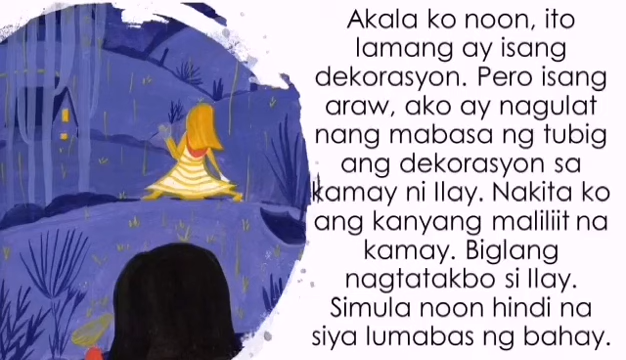 Akala ko noon, ito
lamang ay isang
dekorasyon. Pero isang
araw, ako ay nagulat
nang mabasa ng tubig
ang dekorasyon sa
kamay ni Ilay. Nakita ko
ang kanyang maliliit na
kamay. Biglang
nagtatakbo si Ilay.
Simula noon hindi na
siya lumabas ng bahay.